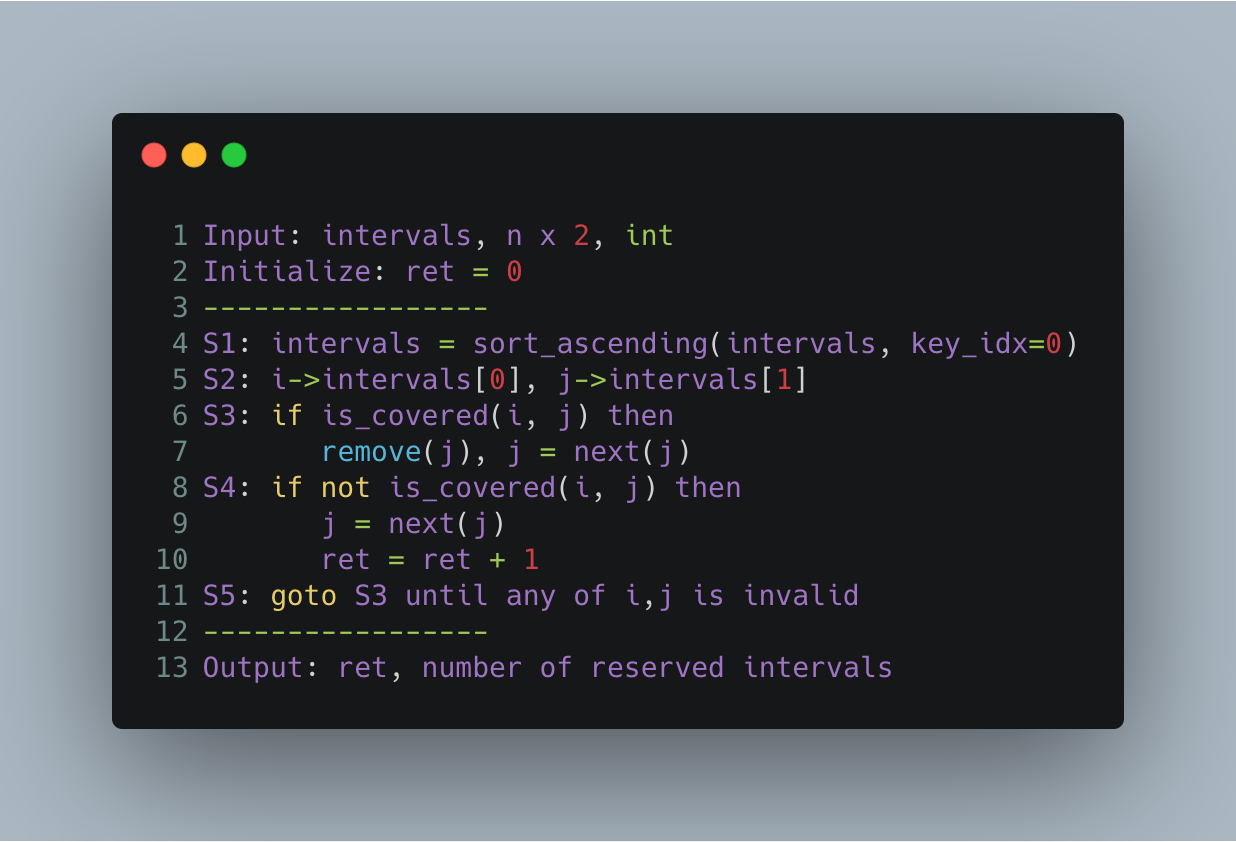 1 Input: intervals, n x 2, int
2 Initialize: ret = 0
3 -----------------
4 S1: intervals = sort_ascending(intervals, key_idx=0)
5 S2: i->intervals[0], j->intervals[1]
6 S3: if is_covered(i, j) then
7        remove(j), j = next(j)
8 S4: if not is_covered(i, j) then
9        j = next(j)
10        ret = ret + 1
11 S5: goto S3 until any of i,j is invalid
12 -----------------
13 Output: ret, number of reserved intervals